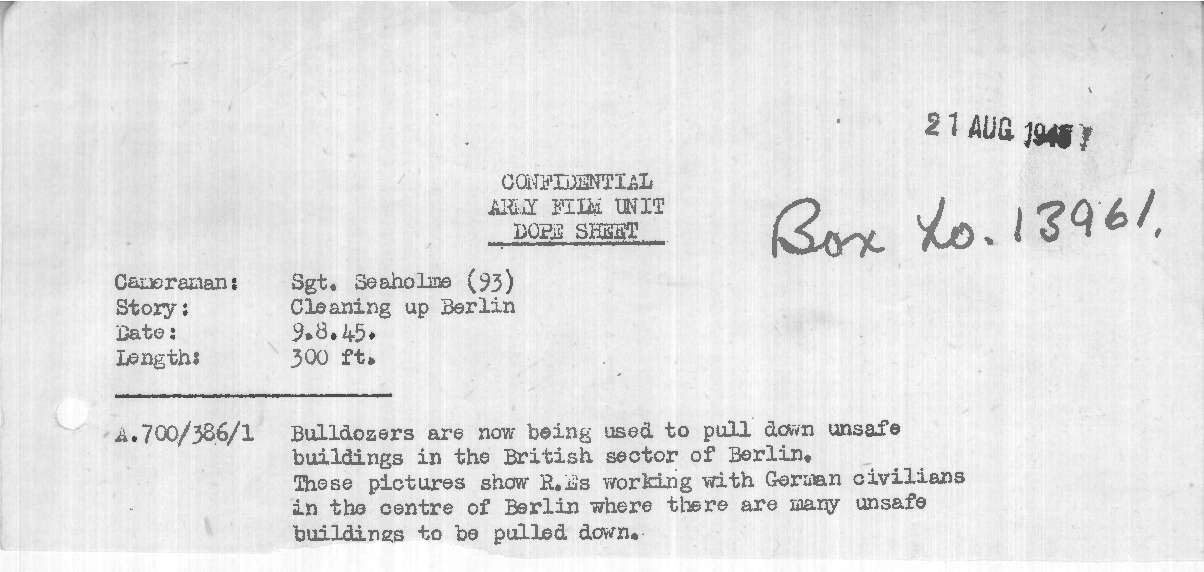 21 AUG 1945
CONFIDENTIAL
ARMY FILM UNIT
DOPE SHEET
Box No. 13961.
Cameraman: Sgt. Seaholme (93)
Story: Cleaning up Berlin
Date: 9.8.45.
Length: 300 ft.
A.700/386/1 Bulldozers are now being used to pull down unsafe
buildings in the British sector of Berlin.
These pictures show R.Es working with German civilians
in the centre of Berlin where there are many unsafe
buildings to be pulled down.